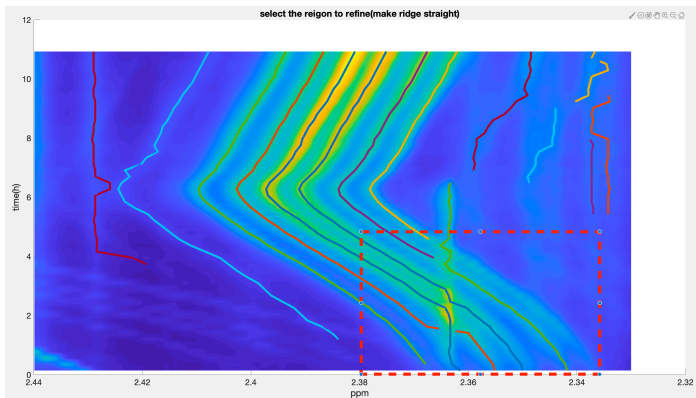 select the reigon to refine(make ridge straight)
12
10
8
6
4
2
0
time(h)
2.44 2.42 2.4 2.38 2.36 2.34 2.32
ppm